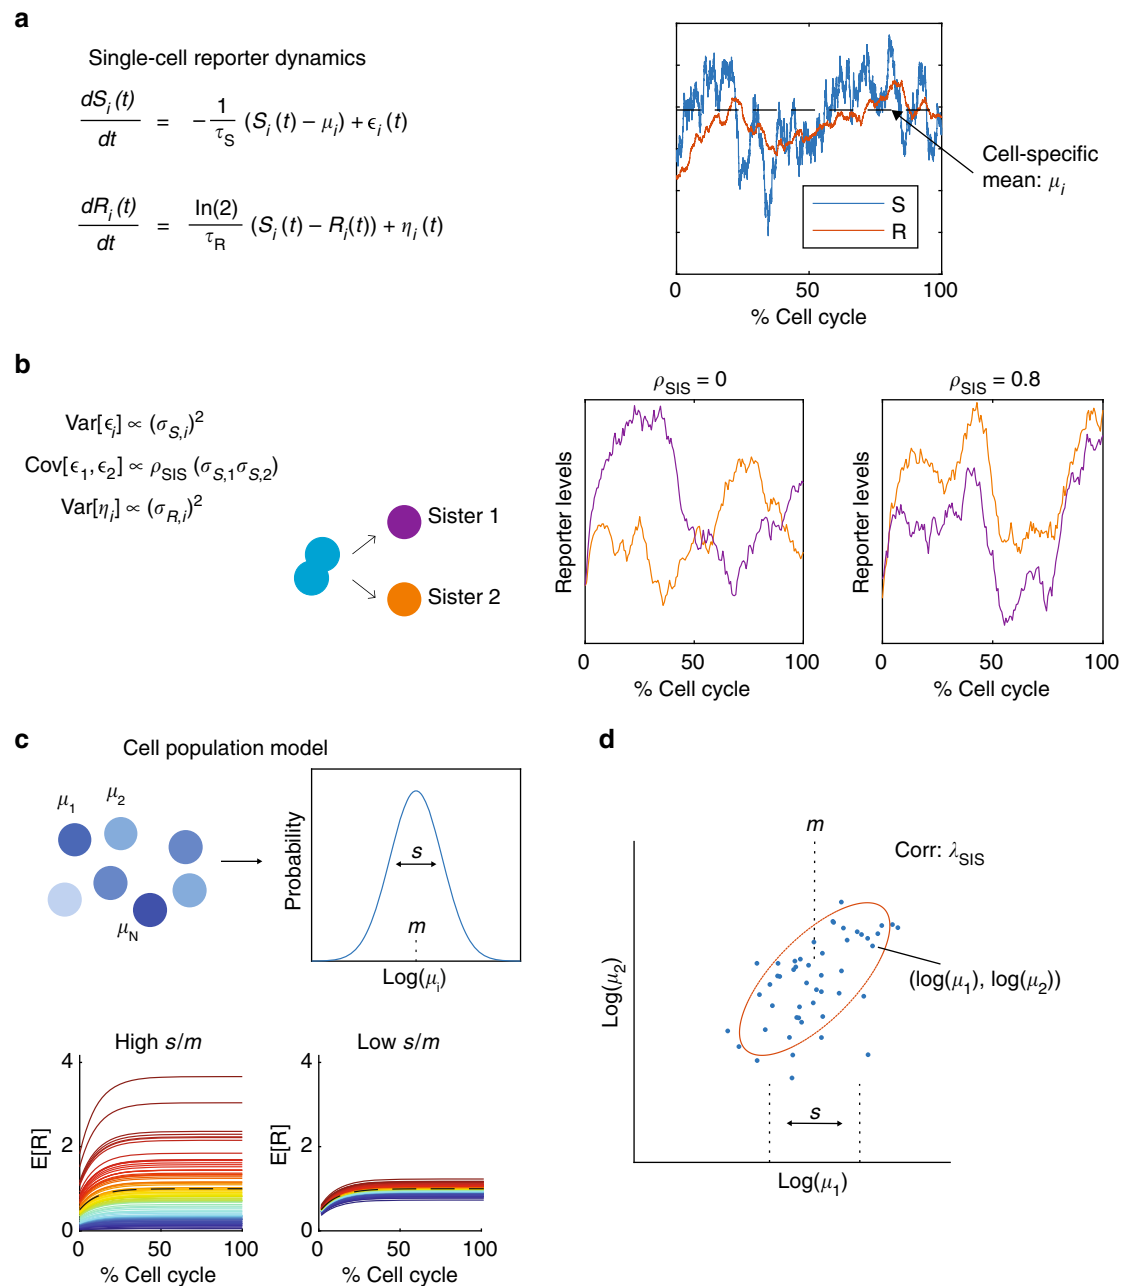 a
Single-cell reporter dynamics
dS_i(t)/dt = −1/τ_S (S_i(t) − μ_i) + ϵ_i(t)
dR_i(t)/dt = ln(2)/τ_R (S_i(t) − R_i(t)) + η_i(t)
Cell-specific
mean: μ_i
S
R
0 50 100
% Cell cycle
b
Var[ϵ_i] ∝ (σ_S,i)²
Cov[ϵ_1, ϵ_2] ∝ ρ_SIS (σ_S,1σ_S,2)
Var[η_i] ∝ (σ_R,i)²
Sister 1
Sister 2
ρ_SIS = 0
Reporter levels
0 50 100
% Cell cycle
ρ_SIS = 0.8
Reporter levels
0 50 100
% Cell cycle
c
Cell population model
μ_1
μ_2
μ_N
Probability
s
m
Log(μ_i)
High s/m
E[R]
4
2
0
0 50 100
% Cell cycle
Low s/m
E[R]
4
2
0
0 50 100
% Cell cycle
d
m
Corr: λ_SIS
Log(μ_2)
(log(μ_1), log(μ_2))
s
Log(μ_1)